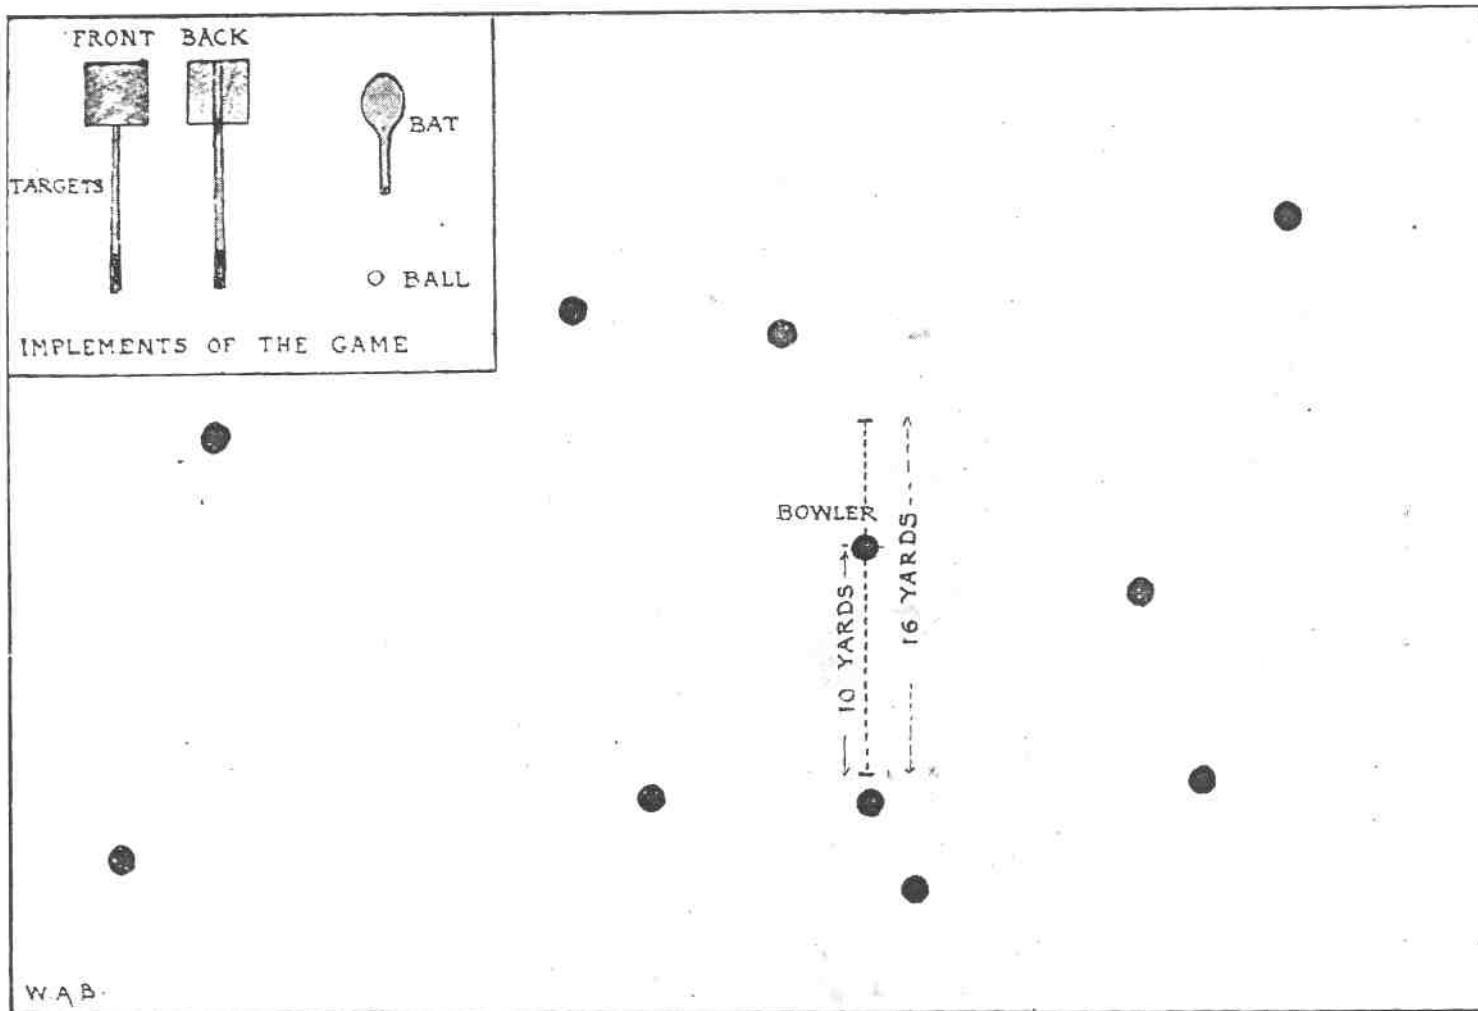 FRONT BACK
BAT
TARGETS
BALL
IMPLEMENTS OF THE GAME
BOWLER
10 YARDS
16 YARDS
W.A.B.